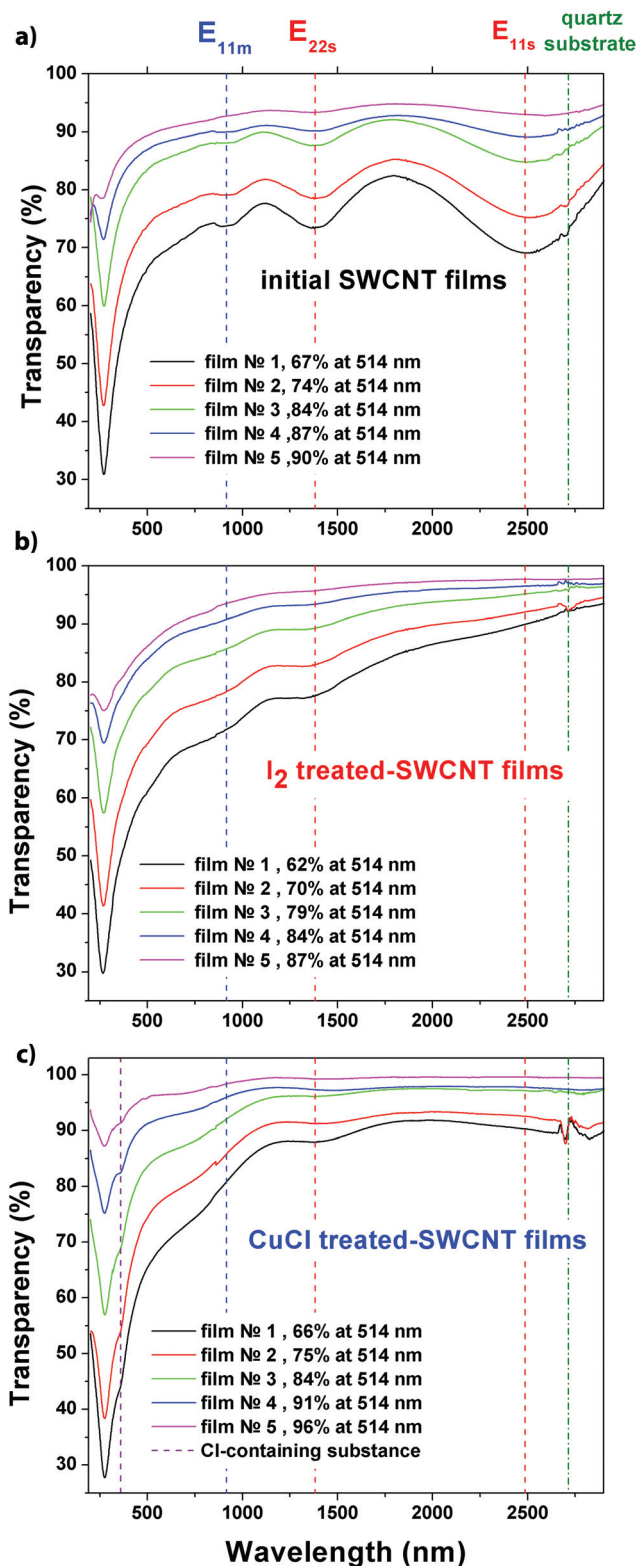 a)
E11m
E22s
E11s
quartz
substrate
100
90
80
70
60
50
40
30
Transparency (%)
initial SWCNT films
film № 1, 67% at 514 nm
film № 2, 74% at 514 nm
film № 3 ,84% at 514 nm
film № 4 ,87% at 514 nm
film № 5 ,90% at 514 nm
500
1000
1500
2000
2500
b)
100
90
80
70
60
50
40
30
Transparency (%)
I2 treated-SWCNT films
film № 1 , 62% at 514 nm
film № 2 , 70% at 514 nm
film № 3 , 79% at 514 nm
film № 4 , 84% at 514 nm
film № 5 , 87% at 514 nm
500
1000
1500
2000
2500
c)
100
90
80
70
60
50
40
30
Transparency (%)
CuCl treated-SWCNT films
film № 1 , 66% at 514 nm
film № 2 , 75% at 514 nm
film № 3 , 84% at 514 nm
film № 4 , 91% at 514 nm
film № 5 , 96% at 514 nm
Cl-containing substance
500
1000
1500
2000
2500
Wavelength (nm)